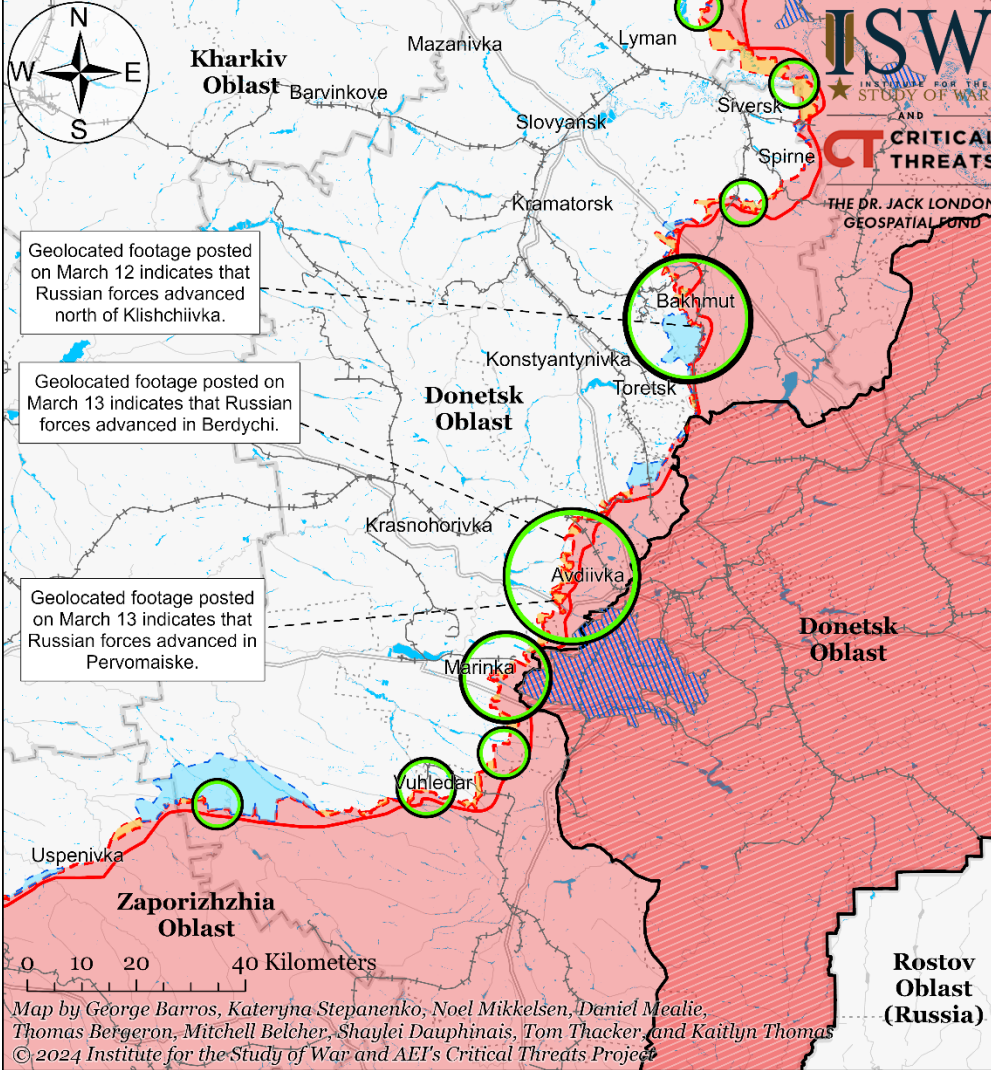 N
W
E
S
Kharkiv
Oblast
Mazanivka
Lyman
Barvinkove
Slovyansk
Siversk
ISW
INSTITUTE FOR THE
STUDY OF WAR
AND
CT CRITICAL
THREATS
THE DR. JACK LONDON
GEOSPATIAL FUND
Spirne
Kramatorsk
Geolocated footage posted
on March 12 indicates that
Russian forces advanced
north of Klishchiivka.
Bakhmut
Konstyantynivka
Toretsk
Geolocated footage posted on
March 13 indicates that Russian
forces advanced in Berdychi.
Donetsk
Oblast
Krasnohorivka
Avdiivka
Geolocated footage posted
on March 13 indicates that
Russian forces advanced in
Pervomaiske.
Marinka
Donetsk
Oblast
Vuhledar
Uspenivka
Zaporizhzhia
Oblast
0 10 20 40 Kilometers
Rostov
Oblast
(Russia)
Map by George Barros, Kateryna Stepanenko, Noel Mikkelsen, Daniel Mealie,
Thomas Bergeron, Mitchell Belcher, Shaylei Dauphinais, Tom Thacker, and Kaitlyn Thomas
© 2024 Institute for the Study of War and AEI's Critical Threats Project